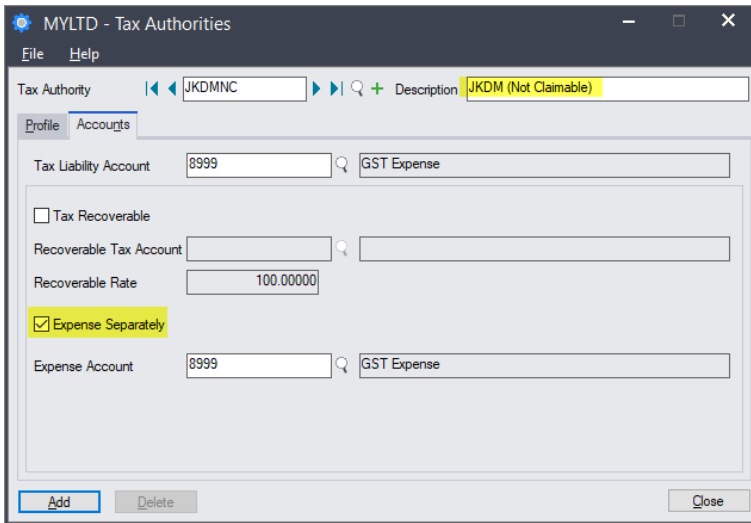 MYLTD - Tax Authorities
File Help
Tax Authority JKDMNC Description JKDM (Not Claimable)
Profile Accounts
Tax Liability Account 8999 GST Expense
Tax Recoverable
Recoverable Tax Account
Recoverable Rate 100.00000
Expense Separately
Expense Account 8999 GST Expense
Add Delete Close